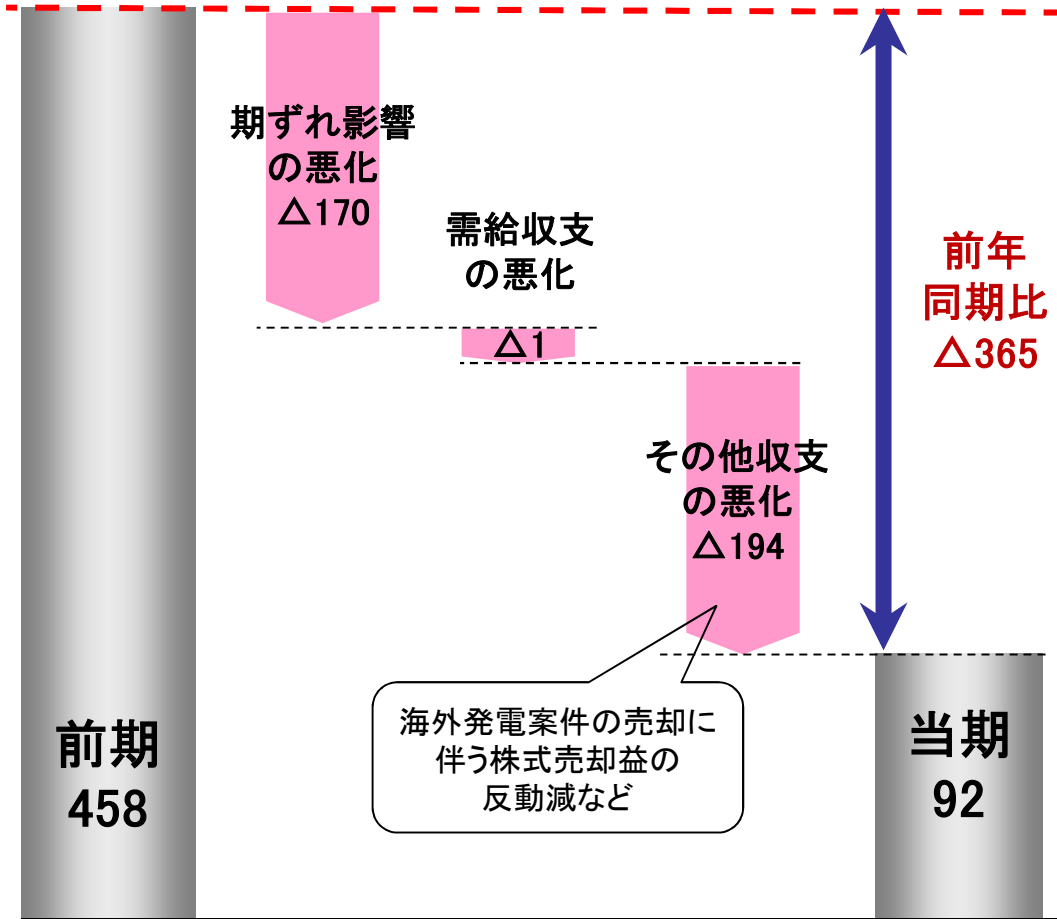 期ずれ影響
の悪化
△170
需給収支
の悪化
△1
その他収支
の悪化
△194
前年
同期比
△365
海外発電案件の売却に
伴う株式売却益の
反動減など
前期
458
当期
92